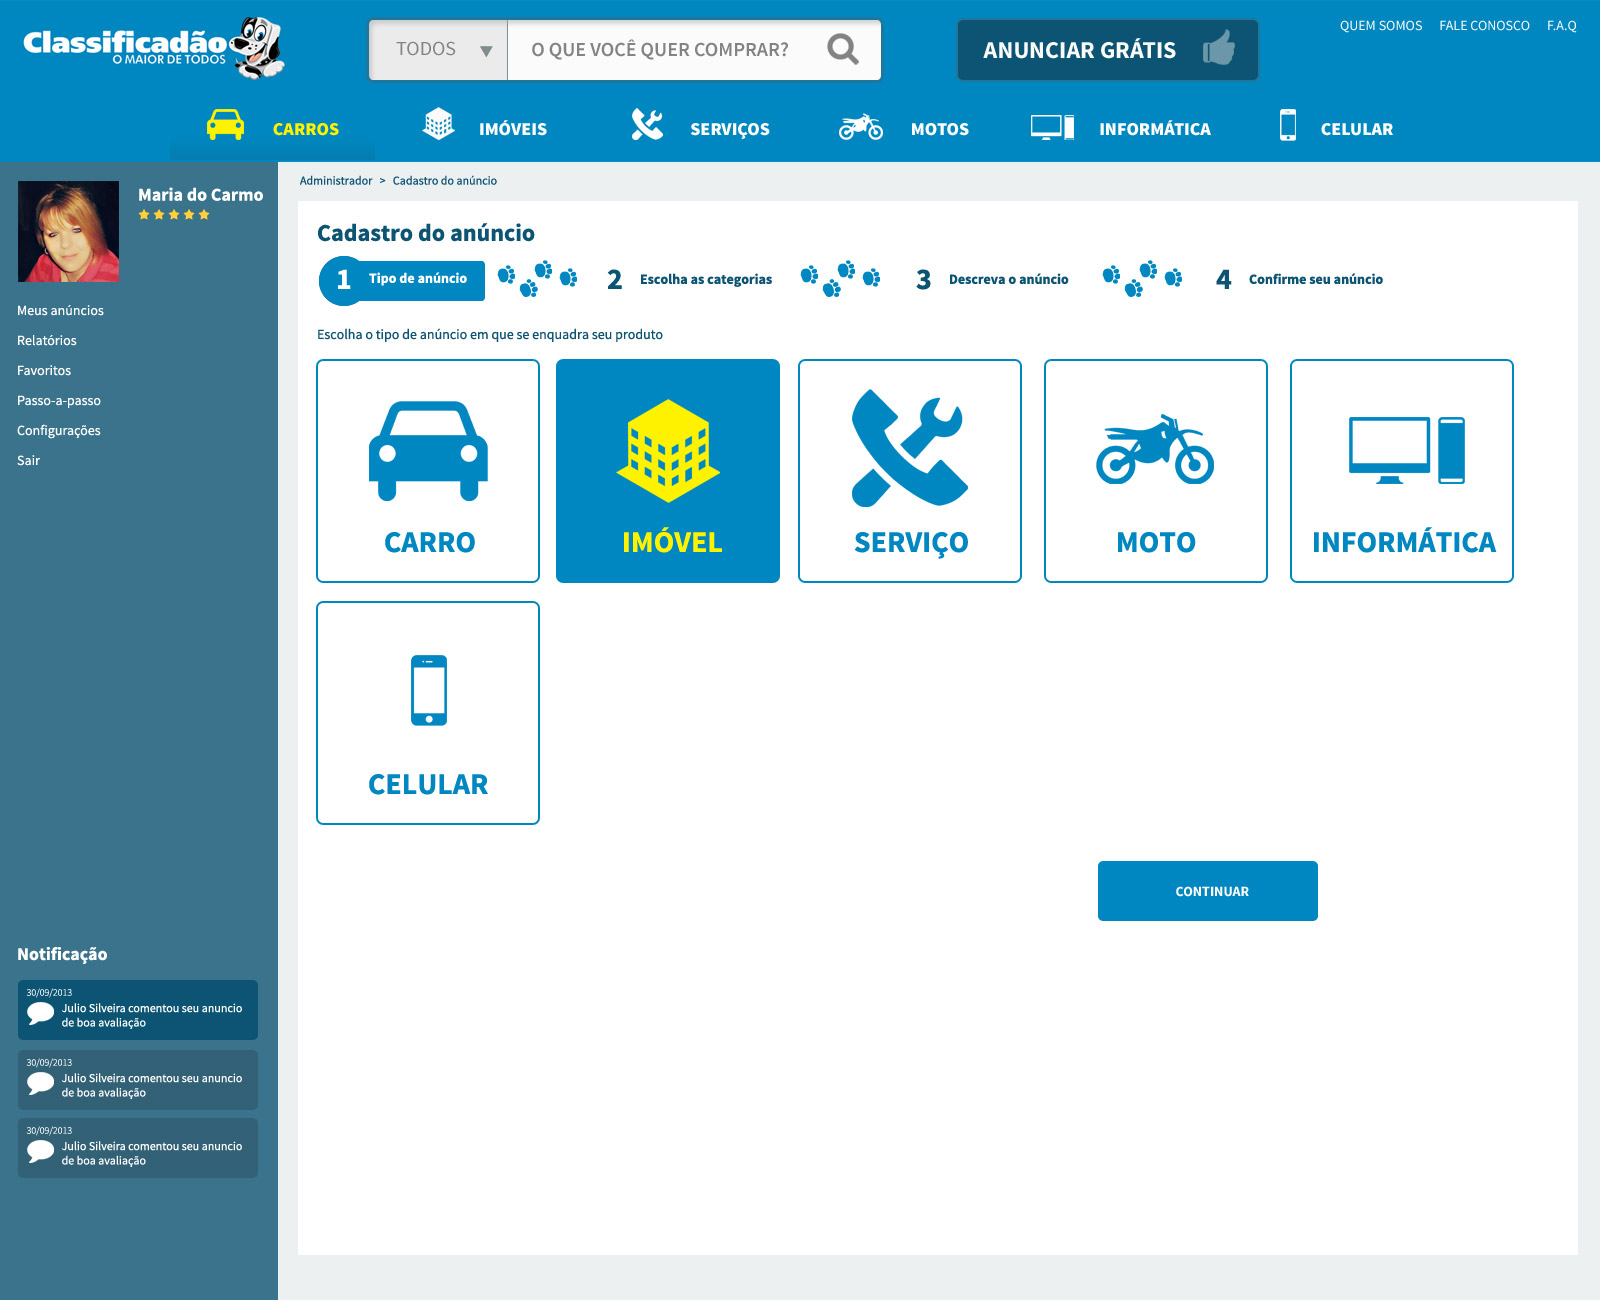 Classificadão
O MAIOR DE TODOS
TODOS
O QUE VOCÊ QUER COMPRAR?
ANUNCIAR GRÁTIS
QUEM SOMOS
FALE CONOSCO
F.A.Q
CARROS
IMÓVEIS
SERVIÇOS
MOTOS
INFORMÁTICA
CELULAR
Maria do Carmo
Meus anúncios
Relatórios
Favoritos
Passo-a-passo
Configurações
Sair
Notificação
30/09/2013
Julio Silveira comentou seu anuncio
de boa avaliação
30/09/2013
Julio Silveira comentou seu anuncio
de boa avaliação
30/09/2013
Julio Silveira comentou seu anuncio
de boa avaliação
Administrador > Cadastro do anúncio
Cadastro do anúncio
1 Tipo de anúncio
2 Escolha as categorias
3 Descreva o anúncio
4 Confirme seu anúncio
Escolha o tipo de anúncio em que se enquadra seu produto
CARRO
IMÓVEL
SERVIÇO
MOTO
INFORMÁTICA
CELULAR
CONTINUAR